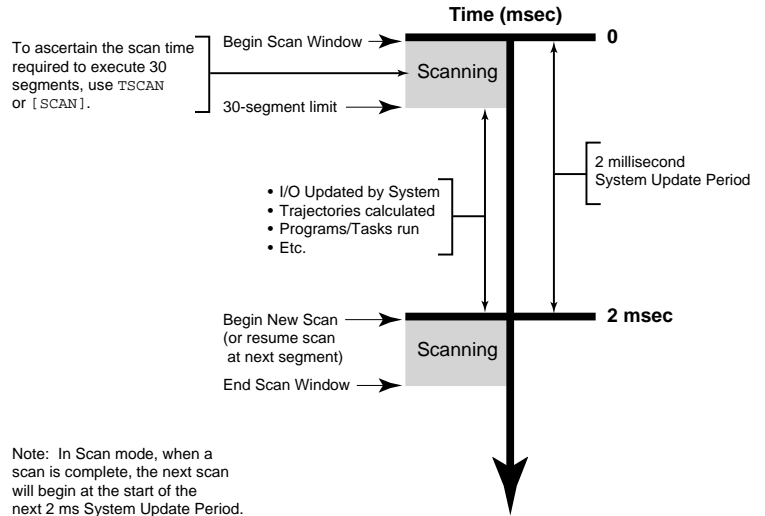 Time (msec)
To ascertain the scan time
required to execute 30
segments, use TSCAN
or [SCAN].
Begin Scan Window
0
Scanning
30-segment limit
2 millisecond
System Update Period
• I/O Updated by System
• Trajectories calculated
• Programs/Tasks run
• Etc.
Begin New Scan
(or resume scan
at next segment)
2 msec
Scanning
End Scan Window
Note: In Scan mode, when a
scan is complete, the next scan
will begin at the start of the
next 2 ms System Update Period.